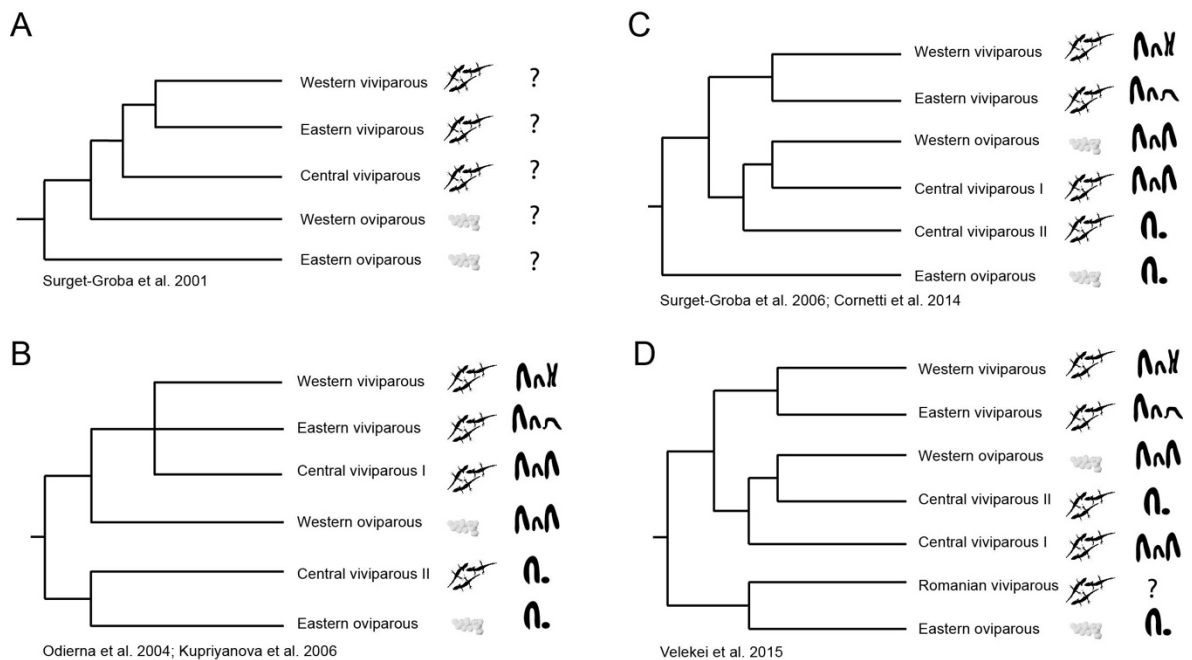 A
Western viviparous ?
Eastern viviparous ?
Central viviparous ?
Western oviparous ?
Eastern oviparous ?
Surget-Groba et al. 2001
B
Western viviparous
Eastern viviparous
Central viviparous I
Western oviparous
Central viviparous II
Eastern oviparous
Odierna et al. 2004; Kupriyanova et al. 2006
C
Western viviparous
Eastern viviparous
Western oviparous
Central viviparous I
Central viviparous II
Eastern oviparous
Surget-Groba et al. 2006; Cornetti et al. 2014
D
Western viviparous
Eastern viviparous
Western oviparous
Central viviparous II
Central viviparous I
Romanian viviparous ?
Eastern oviparous
Velekei et al. 2015